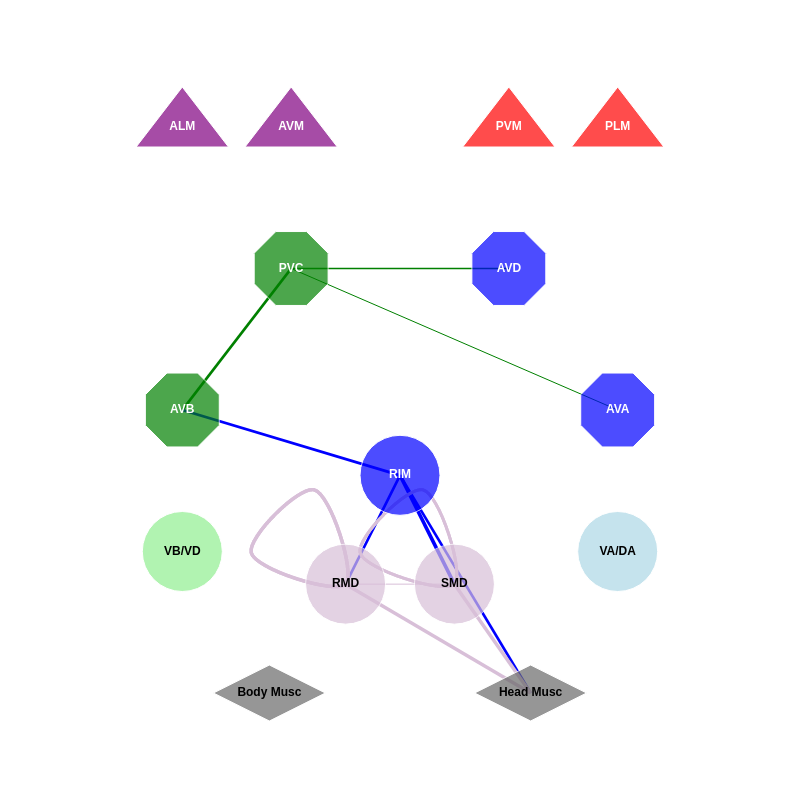 ALM
AVM
PVM
PLM
PVC
AVD
AVB
AVA
RIM
VB/VD
VA/DA
RMD
SMD
Body Musc
Head Musc